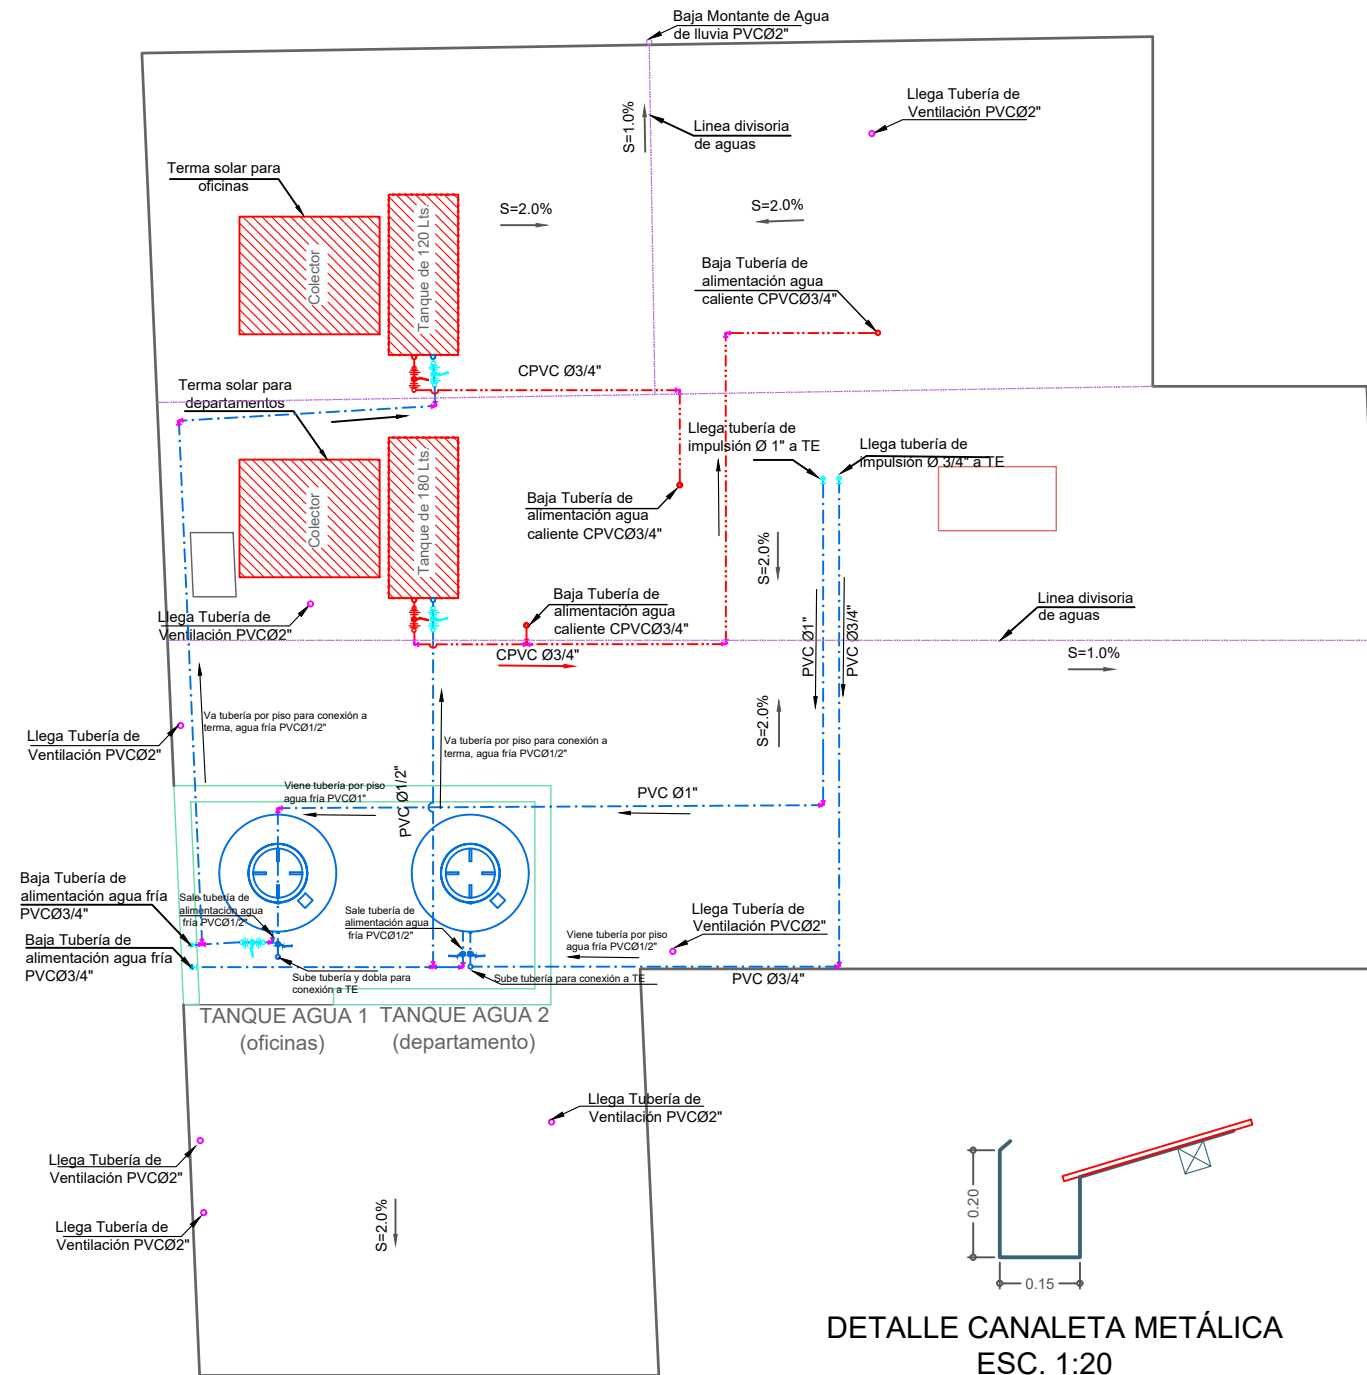 Baja Montante de Agua
de lluvia PVCØ2"
Llega Tubería de
Ventilación PVCØ2"
S=1.0%
Linea divisoria
de aguas
Terma solar para
oficinas
S=2.0%
S=2.0%
Colector
Tanque de 120 Lts.
Baja Tubería de
alimentación agua
caliente CPVCØ3/4"
CPVC Ø3/4"
Terma solar para
departamentos
Llega tubería de
impulsión Ø 1" a TE
Llega tubería de
impulsión Ø 3/4" a TE
Colector
Tanque de 180 Lts.
Baja Tubería de
alimentación agua
caliente CPVCØ3/4"
S=2.0%
Llega Tubería de
Ventilación PVCØ2"
Baja Tubería de
alimentación agua
caliente CPVCØ3/4"
CPVC Ø3/4"
PVC Ø1"
PVC Ø3/4"
Linea divisoria
de aguas
S=1.0%
Va tubería por piso para conexión a
terma, agua fría PVCØ1/2"
Va tubería por piso para conexión a
terma, agua fría PVCØ1/2"
S=2.0%
Llega Tubería de
Ventilación PVCØ2"
Viene tubería por piso
agua fría PVCØ1"
PVC Ø1/2"
PVC Ø1"
Baja Tubería de
alimentación agua fría
PVCØ3/4"
Sale tubería de
alimentación agua
fría PVCØ1/2"
Sale tubería de
alimentación agua
fría PVCØ1/2"
Llega Tubería de
Ventilación PVCØ2"
Viene tubería por piso
agua fría PVCØ1/2"
Baja Tubería de
alimentación agua fría
PVCØ3/4"
Sube tubería y dobla para
conexión a TE
Sube tubería para conexión a TE
PVC Ø3/4"
TANQUE AGUA 1
(oficinas)
TANQUE AGUA 2
(departamento)
Llega Tubería de
Ventilación PVCØ2"
Llega Tubería de
Ventilación PVCØ2"
Llega Tubería de
Ventilación PVCØ2"
S=2.0%
0.20
0.15
DETALLE CANALETA METÁLICA
ESC. 1:20